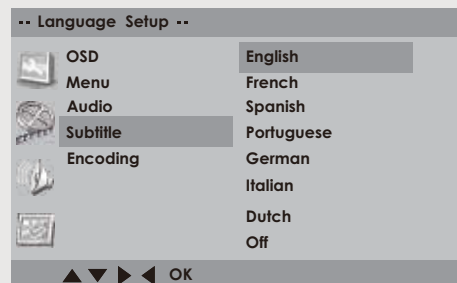 -- Language Setup --
OSD
Menu
Audio
Subtitle
Encoding
English
French
Spanish
Portuguese
German
Italian
Dutch
Off
▲ ▼ ▶ ◀ OK